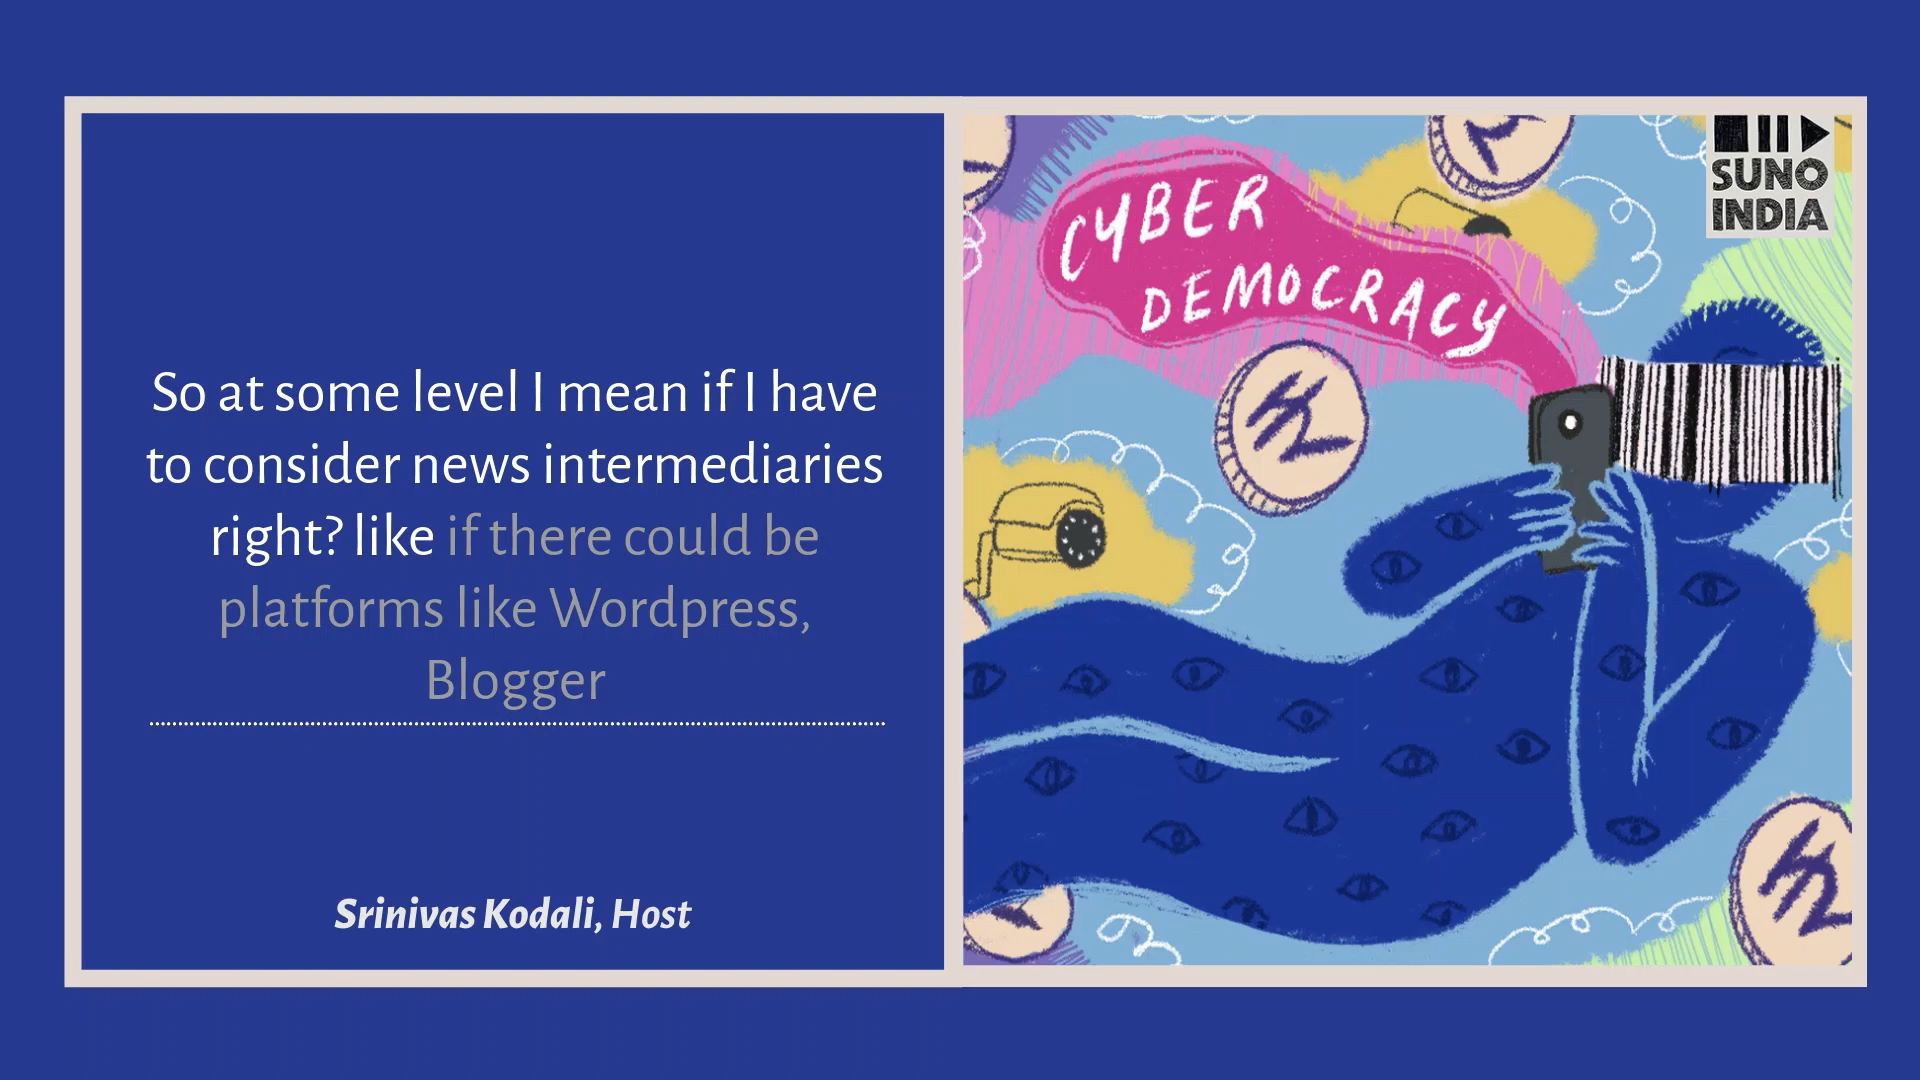 So at some level I mean if I have
to consider news intermediaries
right? like if there could be
platforms like Wordpress,
Blogger
Srinivas Kodali, Host
CYBER
DEMOCRACY
SUNO
INDIA